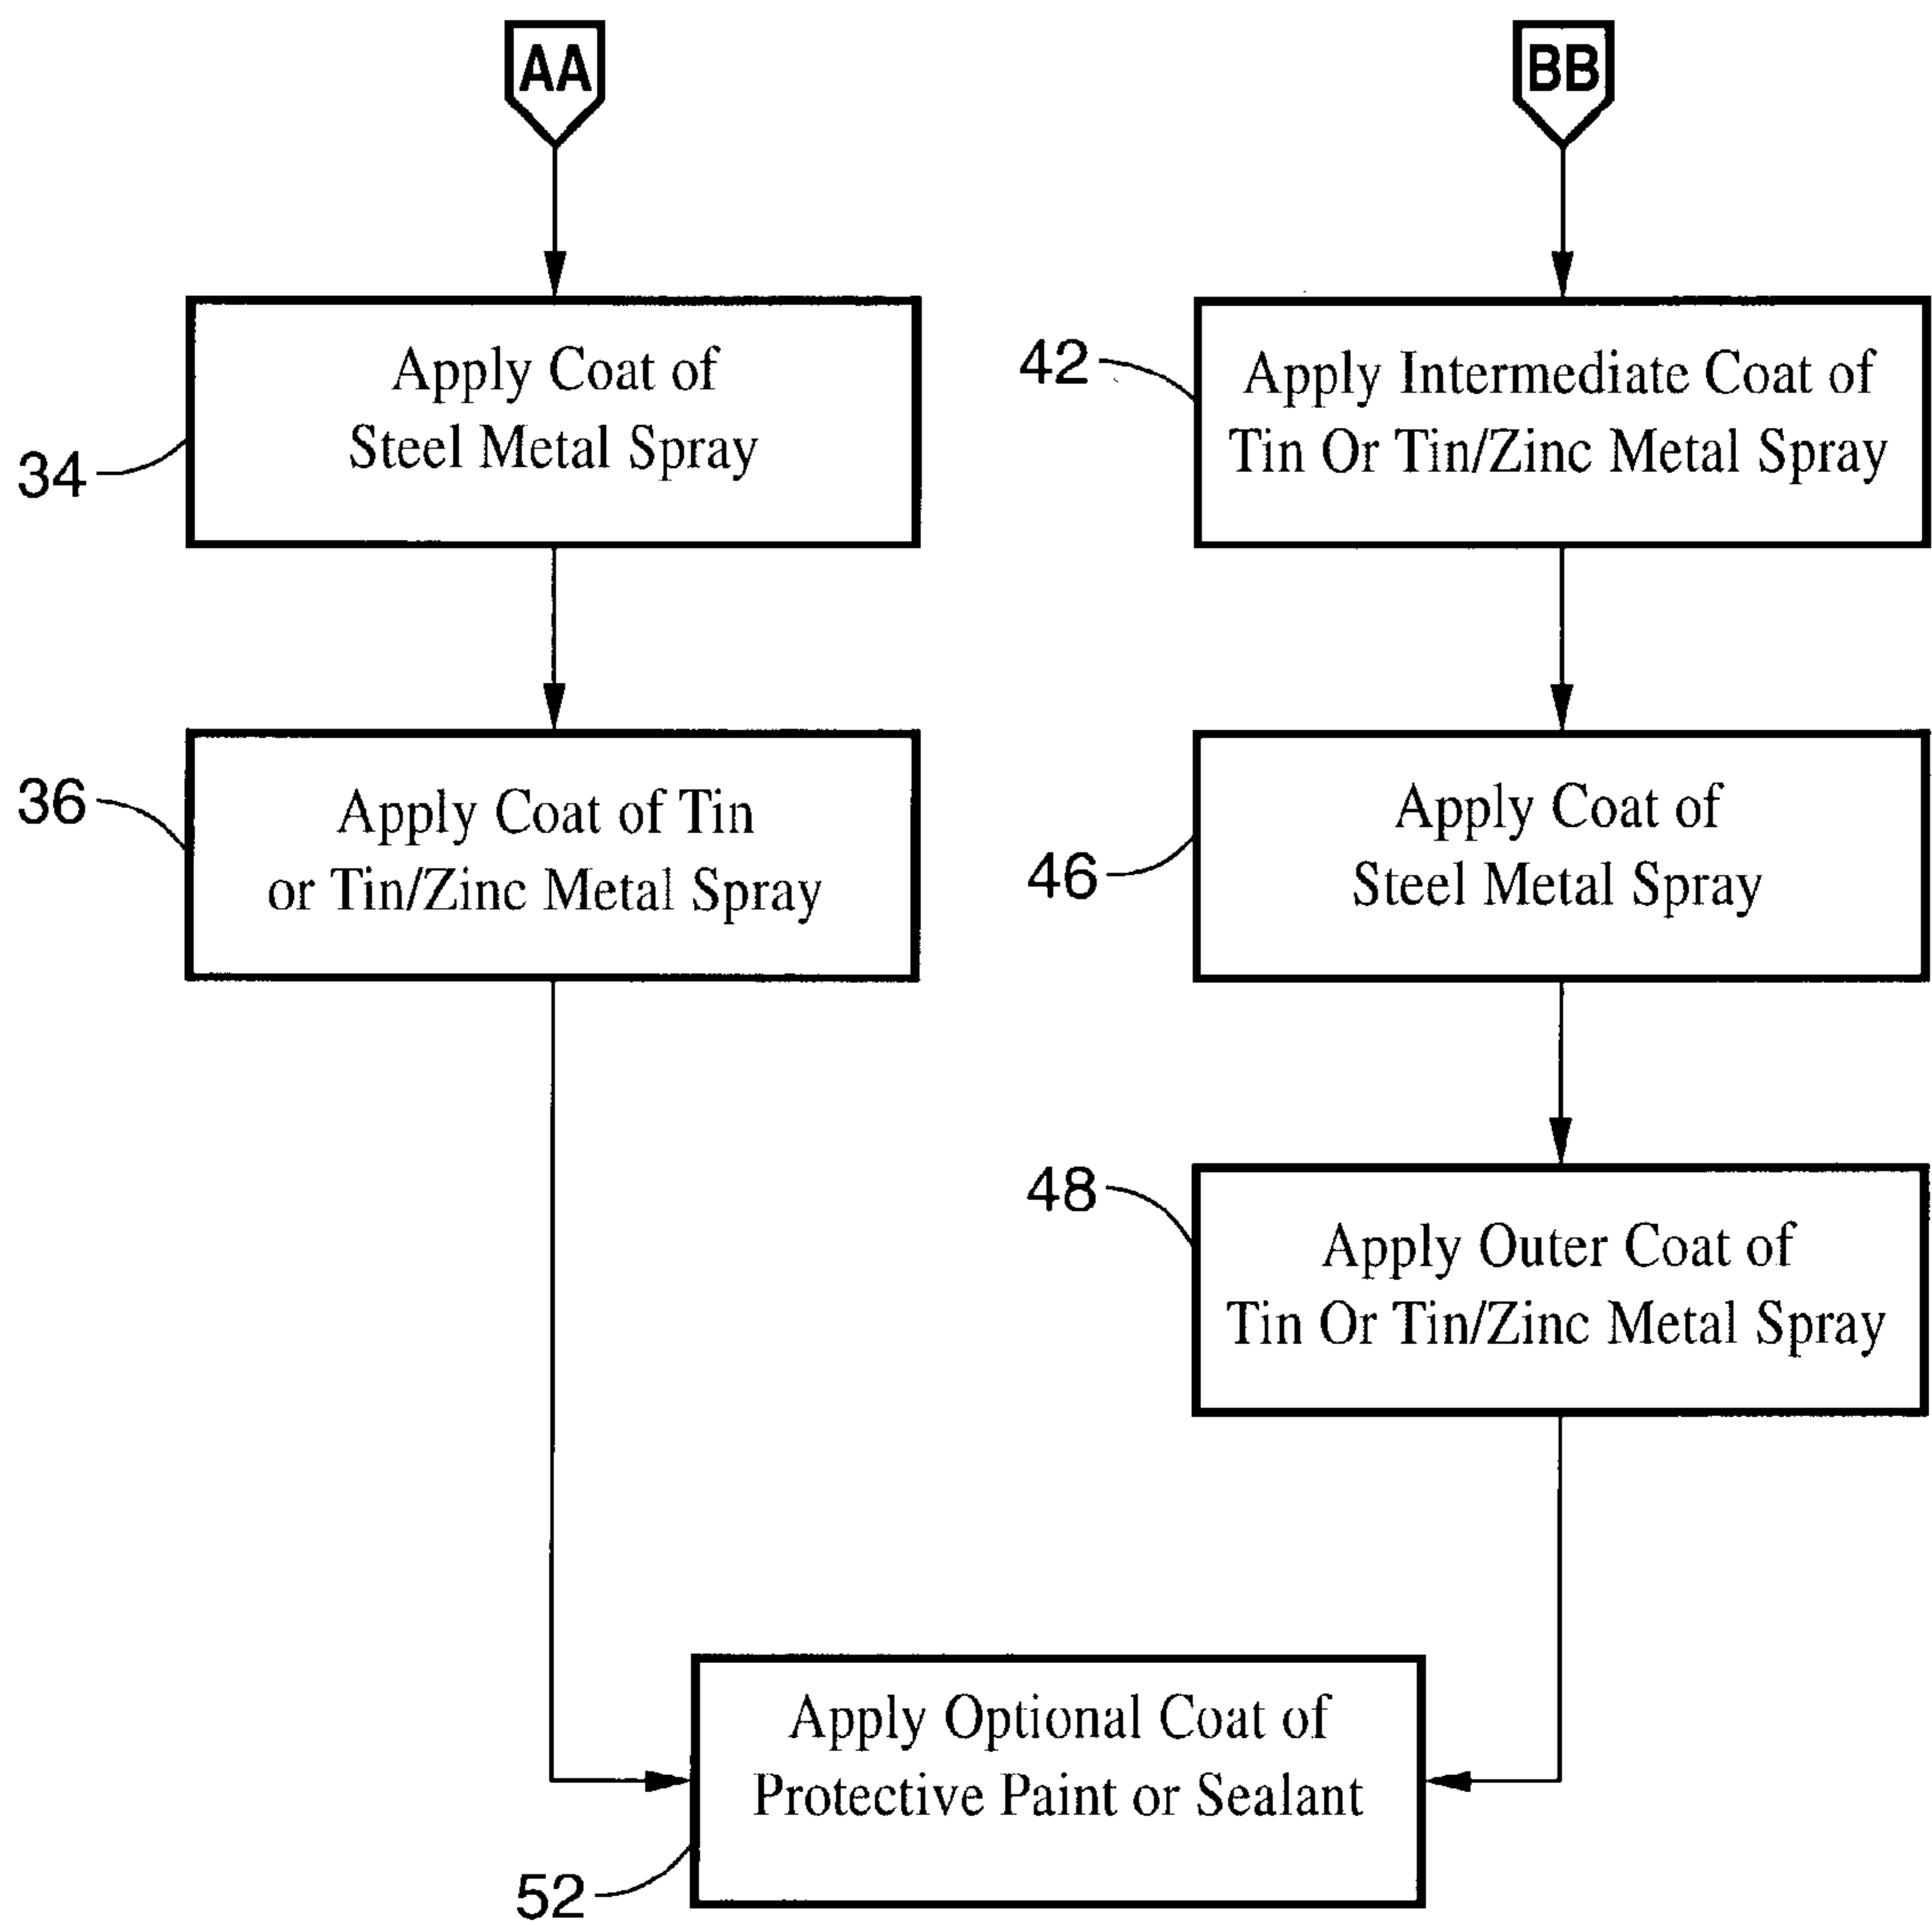 AA
34
Apply Coat of
Steel Metal Spray
36
Apply Coat of Tin
or Tin/Zinc Metal Spray
BB
42
Apply Intermediate Coat of
Tin Or Tin/Zinc Metal Spray
46
Apply Coat of
Steel Metal Spray
48
Apply Outer Coat of
Tin Or Tin/Zinc Metal Spray
Apply Optional Coat of
Protective Paint or Sealant
52